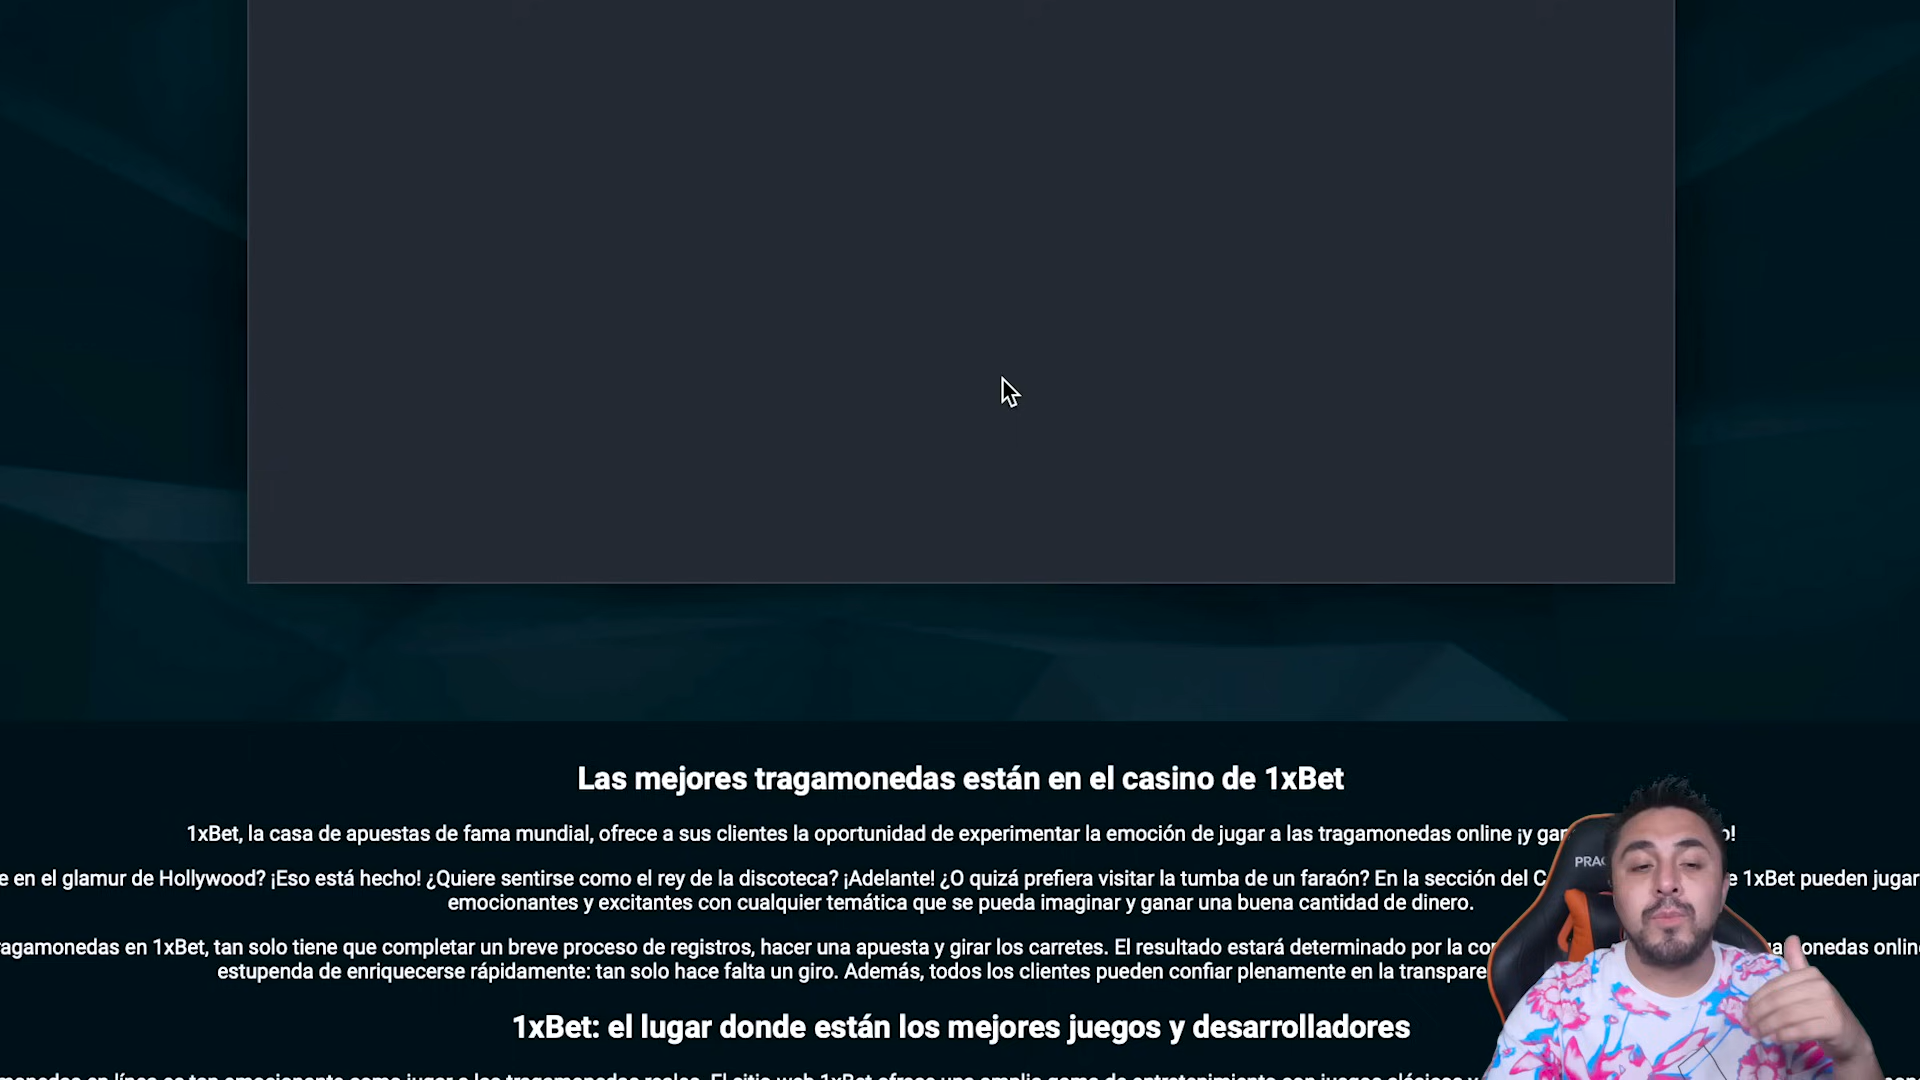 Las mejores tragamonedas están en el casino de 1xBet
1xBet, la casa de apuestas de fama mundial, ofrece a sus clientes la oportunidad de experimentar la emoción de jugar a las tragamonedas online ¡y
e en el glamur de Hollywood? ¡Eso está hecho! ¿Quiere sentirse como el rey de la discoteca? ¡Adelante! ¿O quizá prefiera visitar la tumba de un faraón? En la sección del 1xBet pueden jugar
emocionantes y excitantes con cualquier temática que se pueda imaginar y ganar una buena cantidad de dinero.
ragamonedas en 1xBet, tan solo tiene que completar un breve proceso de registros, hacer una apuesta y girar los carretes. El resultado estará determinado por la
estupenda de enriquecerse rápidamente: tan solo hace falta un giro. Además, todos los clientes pueden confiar plenamente en la
1xBet: el lugar donde están los mejores juegos y desarrolladores